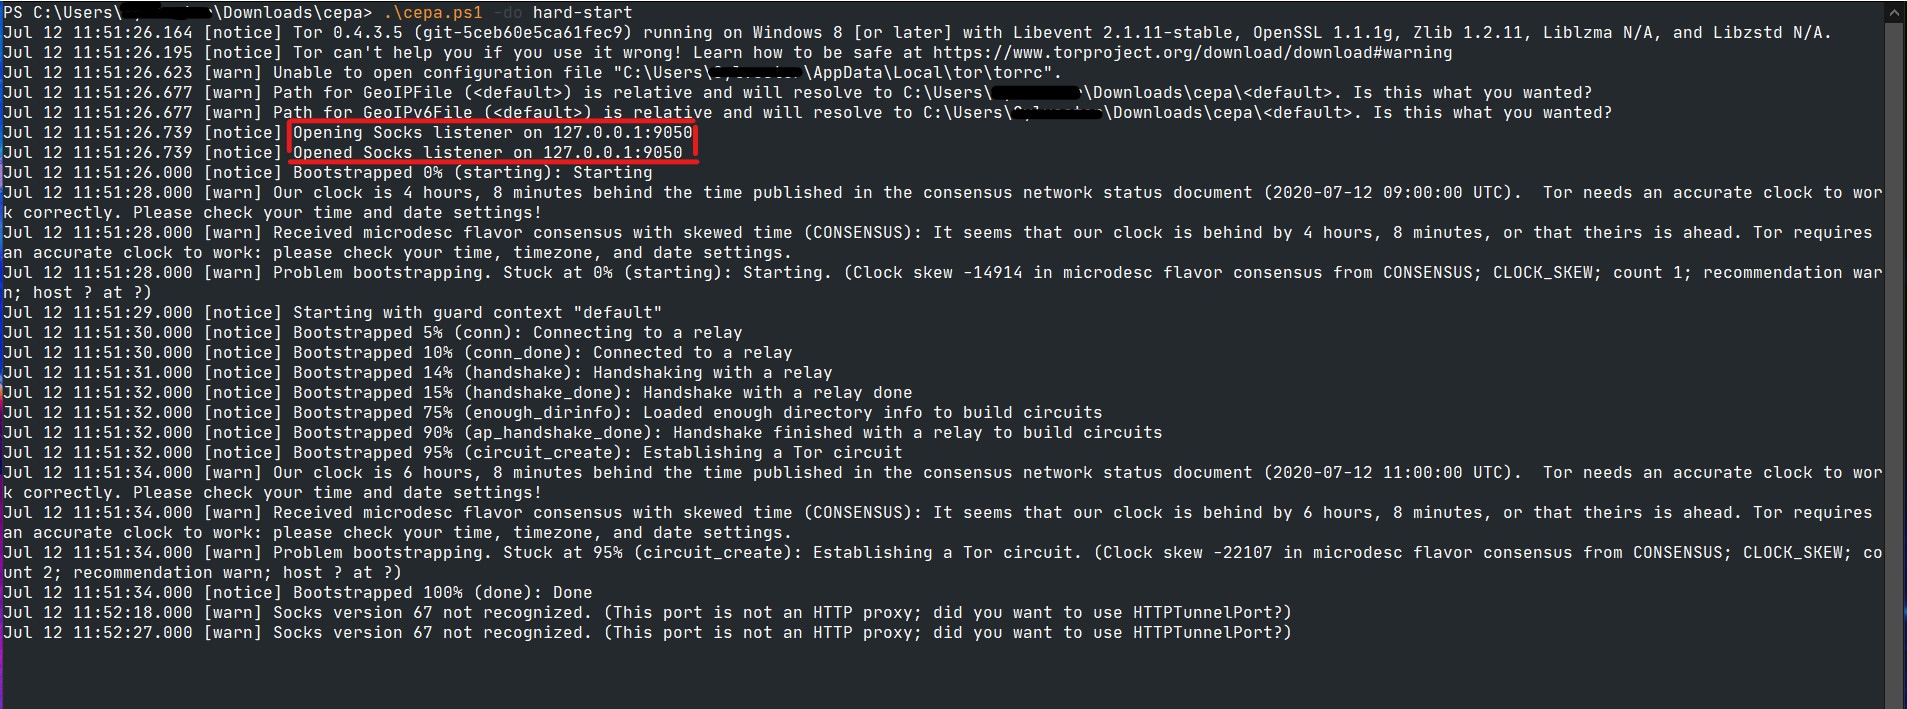 PS C:\Users\ \Downloads\cepa> .\cepa.ps1 -do hard-start
Jul 12 11:51:26.164 [notice] Tor 0.4.3.5 (git-5ceb60e5ca61fec9) running on Windows 8 [or later] with Libevent 2.1.11-stable, OpenSSL 1.1.1g, Zlib 1.2.11, Liblzma N/A, and Libzstd N/A.
Jul 12 11:51:26.195 [notice] Tor can't help you if you use it wrong! Learn how to be safe at https://www.torproject.org/download/download#warning
Jul 12 11:51:26.623 [warn] Unable to open configuration file "C:\Users\ \AppData\Local\tor\torrc".
Jul 12 11:51:26.677 [warn] Path for GeoIPFile (<default>) is relative and will resolve to C:\Users\ \Downloads\cepa\<default>. Is this what you wanted?
Jul 12 11:51:26.677 [warn] Path for GeoIPv6File (<default>) is relative and will resolve to C:\Users\ \Downloads\cepa\<default>. Is this what you wanted?
Jul 12 11:51:26.739 [notice] Opening Socks listener on 127.0.0.1:9050
Jul 12 11:51:26.739 [notice] Opened Socks listener on 127.0.0.1:9050
Jul 12 11:51:26.000 [notice] Bootstrapped 0% (starting): Starting
Jul 12 11:51:28.000 [warn] Our clock is 4 hours, 8 minutes behind the time published in the consensus network status document (2020-07-12 09:00:00 UTC).  Tor needs an accurate clock to wor
k correctly. Please check your time and date settings!
Jul 12 11:51:28.000 [warn] Received microdesc flavor consensus with skewed time (CONSENSUS): It seems that our clock is behind by 4 hours, 8 minutes, or that theirs is ahead. Tor requires
an accurate clock to work: please check your time, timezone, and date settings.
Jul 12 11:51:28.000 [warn] Problem bootstrapping. Stuck at 0% (starting): Starting. (Clock skew -14914 in microdesc flavor consensus from CONSENSUS; CLOCK_SKEW; count 1; recommendation war
n; host ? at ?)
Jul 12 11:51:29.000 [notice] Starting with guard context "default"
Jul 12 11:51:30.000 [notice] Bootstrapped 5% (conn): Connecting to a relay
Jul 12 11:51:30.000 [notice] Bootstrapped 10% (conn_done): Connected to a relay
Jul 12 11:51:31.000 [notice] Bootstrapped 14% (handshake): Handshaking with a relay
Jul 12 11:51:32.000 [notice] Bootstrapped 15% (handshake_done): Handshake with a relay done
Jul 12 11:51:32.000 [notice] Bootstrapped 75% (enough_dirinfo): Loaded enough directory info to build circuits
Jul 12 11:51:32.000 [notice] Bootstrapped 90% (ap_handshake_done): Handshake finished with a relay to build circuits
Jul 12 11:51:32.000 [notice] Bootstrapped 95% (circuit_create): Establishing a Tor circuit
Jul 12 11:51:34.000 [warn] Our clock is 6 hours, 8 minutes behind the time published in the consensus network status document (2020-07-12 11:00:00 UTC).  Tor needs an accurate clock to wor
k correctly. Please check your time and date settings!
Jul 12 11:51:34.000 [warn] Received microdesc flavor consensus with skewed time (CONSENSUS): It seems that our clock is behind by 6 hours, 8 minutes, or that theirs is ahead. Tor requires
an accurate clock to work: please check your time, timezone, and date settings.
Jul 12 11:51:34.000 [warn] Problem bootstrapping. Stuck at 95% (circuit_create): Establishing a Tor circuit. (Clock skew -22107 in microdesc flavor consensus from CONSENSUS; CLOCK_SKEW; co
unt 2; recommendation warn; host ? at ?)
Jul 12 11:51:34.000 [notice] Bootstrapped 100% (done): Done
Jul 12 11:52:18.000 [warn] Socks version 67 not recognized. (This port is not an HTTP proxy; did you want to use HTTPTunnelPort?)
Jul 12 11:52:27.000 [warn] Socks version 67 not recognized. (This port is not an HTTP proxy; did you want to use HTTPTunnelPort?)